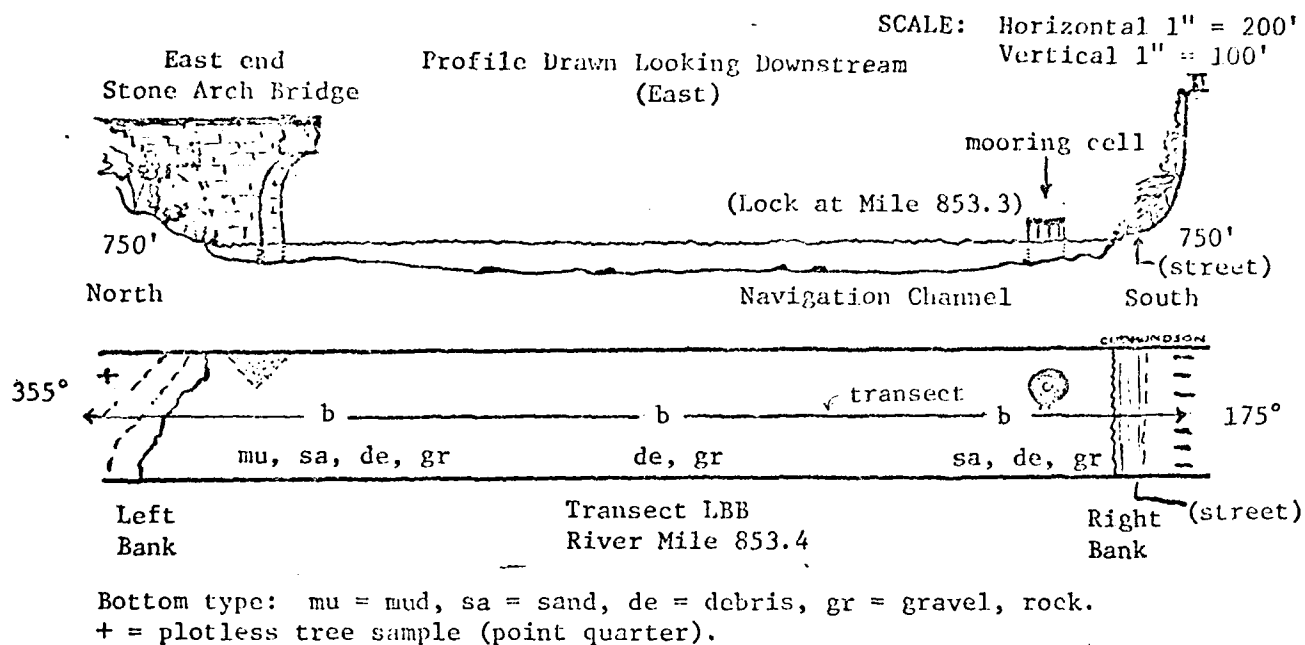 SCALE: Horizontal 1" = 200'
Vertical 1" = 100'
East end
Stone Arch Bridge
Profile Drawn Looking Downstream
(East)
mooring cell
(Lock at Mile 853.3)
750'
750'
(street)
North
Navigation Channel
South
355°
transect
b
b
b
175°
mu, sa, de, gr
de, gr
sa, de, gr
Left
Bank
Transect LBB
River Mile 853.4
Right
Bank
(street)
Bottom type: mu = mud, sa = sand, de = debris, gr = gravel, rock.
+ = plotless tree sample (point quarter).